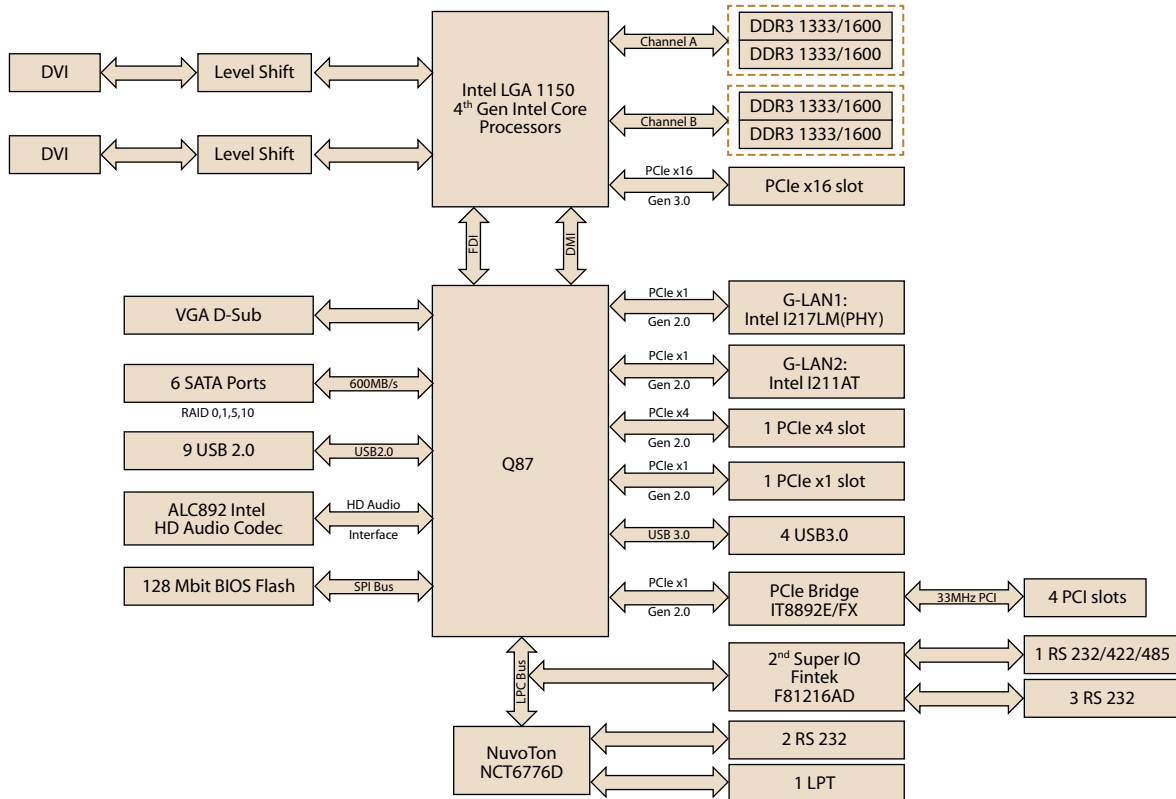 DVI
Level Shift
DVI
Level Shift
Intel LGA 1150
4th Gen Intel Core
Processors
Channel A
DDR3 1333/1600
DDR3 1333/1600
Channel B
DDR3 1333/1600
DDR3 1333/1600
PCIe x16
Gen 3.0
PCIe x16 slot
FDI
DMI
VGA D-Sub
6 SATA Ports
600MB/s
RAID 0,1,5,10
9 USB 2.0
USB2.0
ALC892 Intel
HD Audio Codec
HD Audio
Interface
128 Mbit BIOS Flash
SPI Bus
Q87
PCIe x1
Gen 2.0
G-LAN1:
Intel I217LM(PHY)
PCIe x1
Gen 2.0
G-LAN2:
Intel I211AT
PCIe x4
Gen 2.0
1 PCIe x4 slot
PCIe x1
Gen 2.0
1 PCIe x1 slot
USB 3.0
4 USB3.0
PCIe x1
Gen 2.0
PCIe Bridge
IT8892E/FX
33MHz PCI
4 PCI slots
LPC Bus
2nd Super IO
Fintek
F81216AD
1 RS 232/422/485
3 RS 232
NuvoTon
NCT6776D
2 RS 232
1 LPT